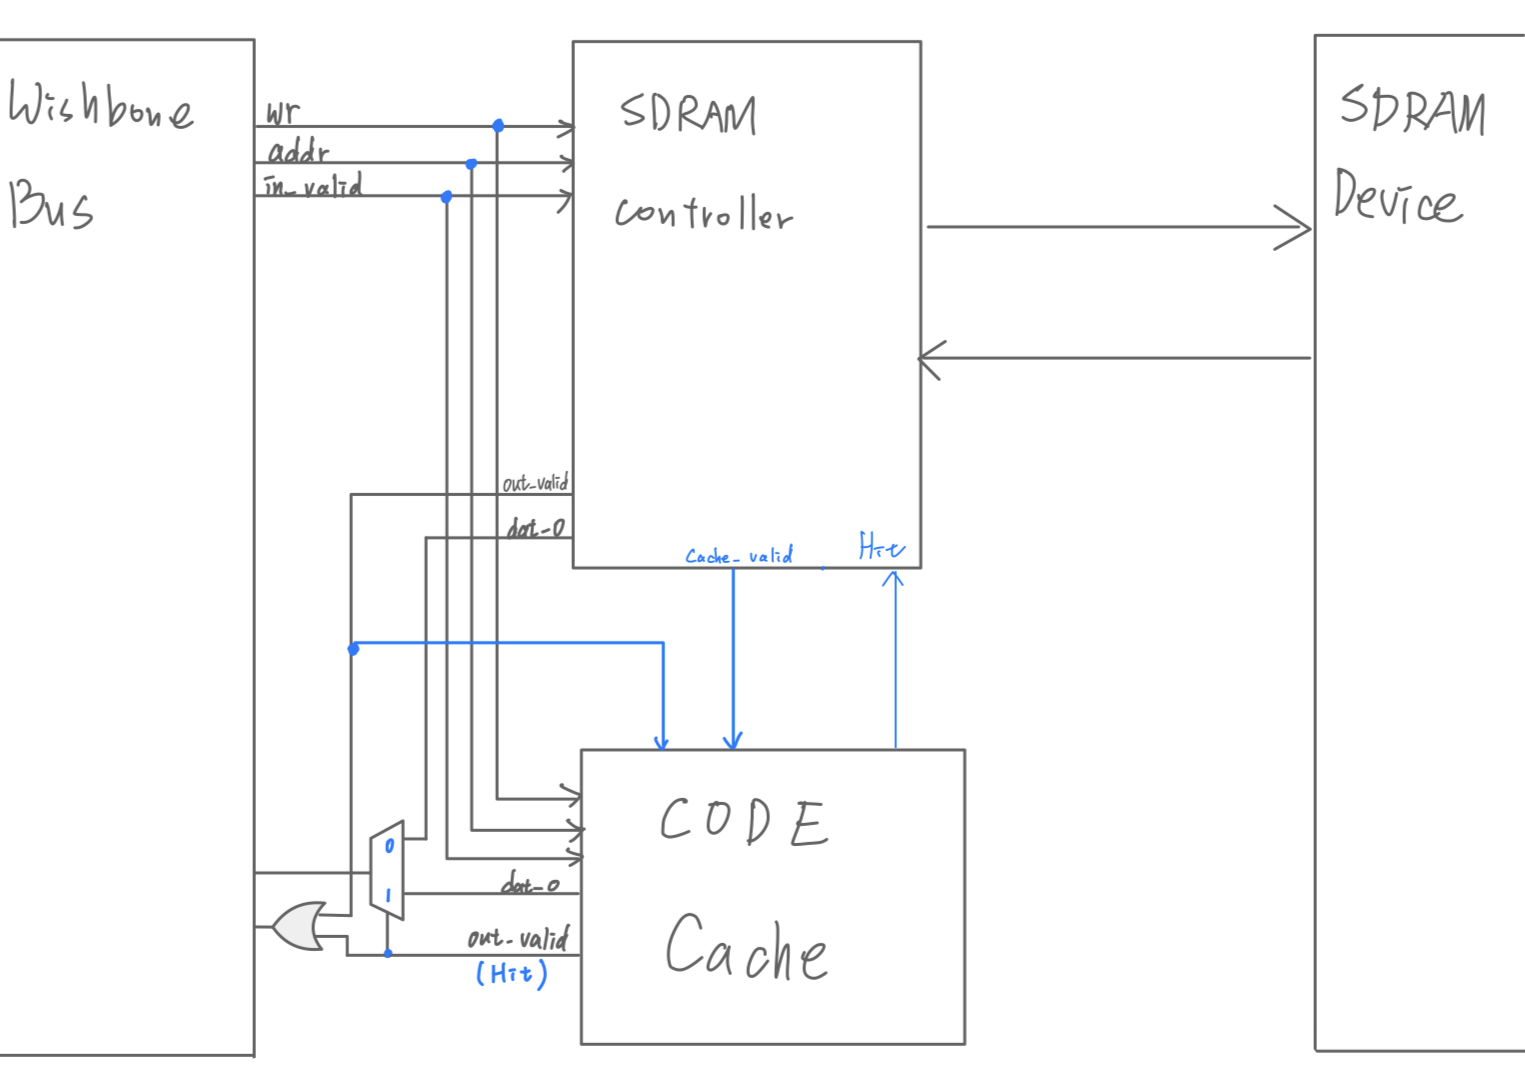 Wishbone
Bus
wr
addr
in_valid
SDRAM
controller
SDRAM
Device
out_valid
dat_o
Cache_valid
Hit
CODE
Cache
0
1
dat_o
out_valid
(Hit)